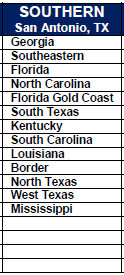 SOUTHERN
San Antonio, TX
Georgia
Southeastern
Florida
North Carolina
Florida Gold Coast
South Texas
Kentucky
South Carolina
Louisiana
Border
North Texas
West Texas
Mississippi